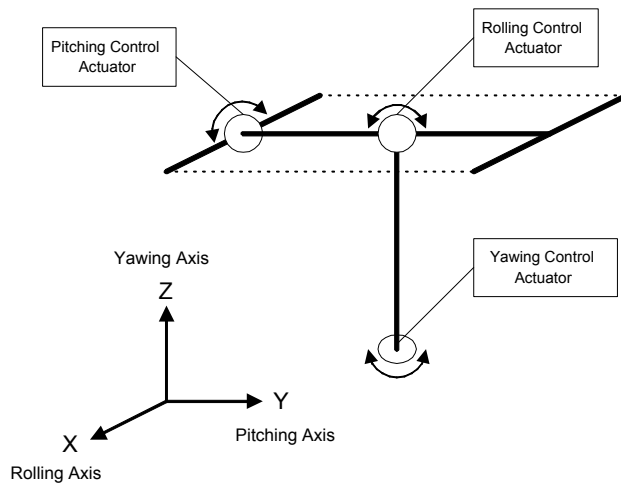 Pitching Control
Actuator
Rolling Control
Actuator
Yawing Control
Actuator
Yawing Axis
Z
Y
Pitching Axis
X
Rolling Axis